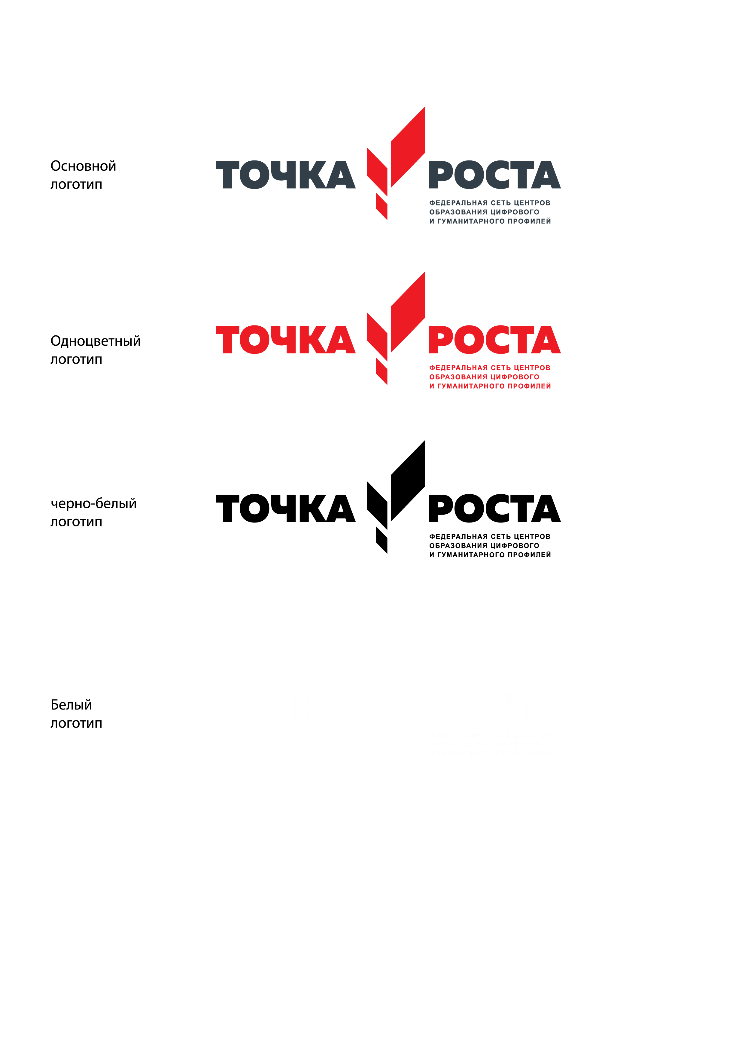 Основной
логотип
ТОЧКА РОСТА
ФЕДЕРАЛЬНАЯ СЕТЬ ЦЕНТРОВ
ОБРАЗОВАНИЯ ЦИФРОВОГО
И ГУМАНИТАРНОГО ПРОФИЛЕЙ
Одноцветный
логотип
ТОЧКА РОСТА
ФЕДЕРАЛЬНАЯ СЕТЬ ЦЕНТРОВ
ОБРАЗОВАНИЯ ЦИФРОВОГО
И ГУМАНИТАРНОГО ПРОФИЛЕЙ
черно-белый
логотип
ТОЧКА РОСТА
ФЕДЕРАЛЬНАЯ СЕТЬ ЦЕНТРОВ
ОБРАЗОВАНИЯ ЦИФРОВОГО
И ГУМАНИТАРНОГО ПРОФИЛЕЙ
Белый
логотип